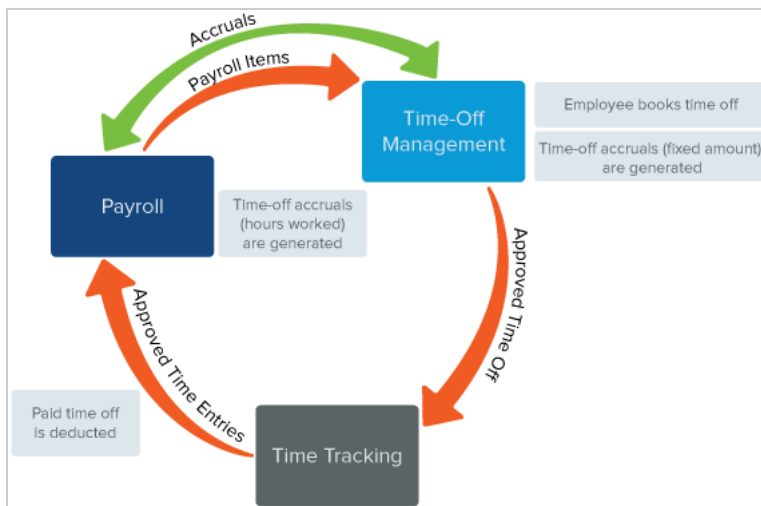 Accruals
Payroll Items
Time-Off
Management
Employee books time off
Time-off accruals (fixed amount)
are generated
Payroll
Time-off accruals
(hours worked)
are generated
Approved Time Off
Approved Time Entries
Paid time off
is deducted
Time Tracking